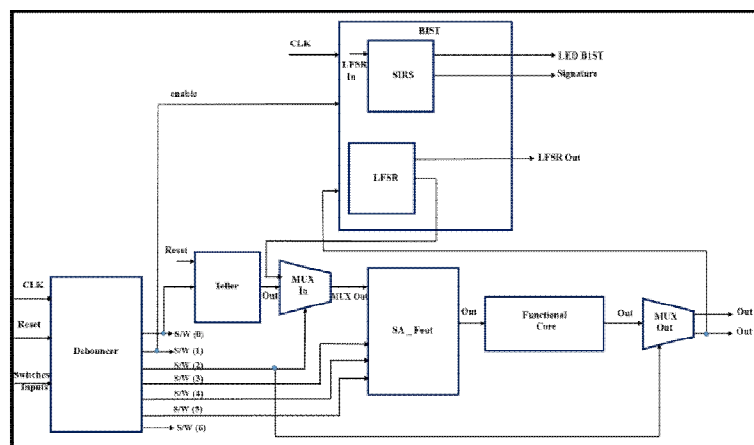 BIST
CLK
LFSR
In
SIRS
LED BIST
Signature
enable
LFSR Out
LFSR
Reset
Teller
Out
MUX
In
MUX Out
CLK
Reset
Debouncer
Switches
Inputs
S/W (0)
S/W (1)
S/W (2)
S/W (3)
S/W (4)
S/W (5)
S/W (6)
SA_Fout
Out
Functional
Core
Out
MUX
Out
Out
Out